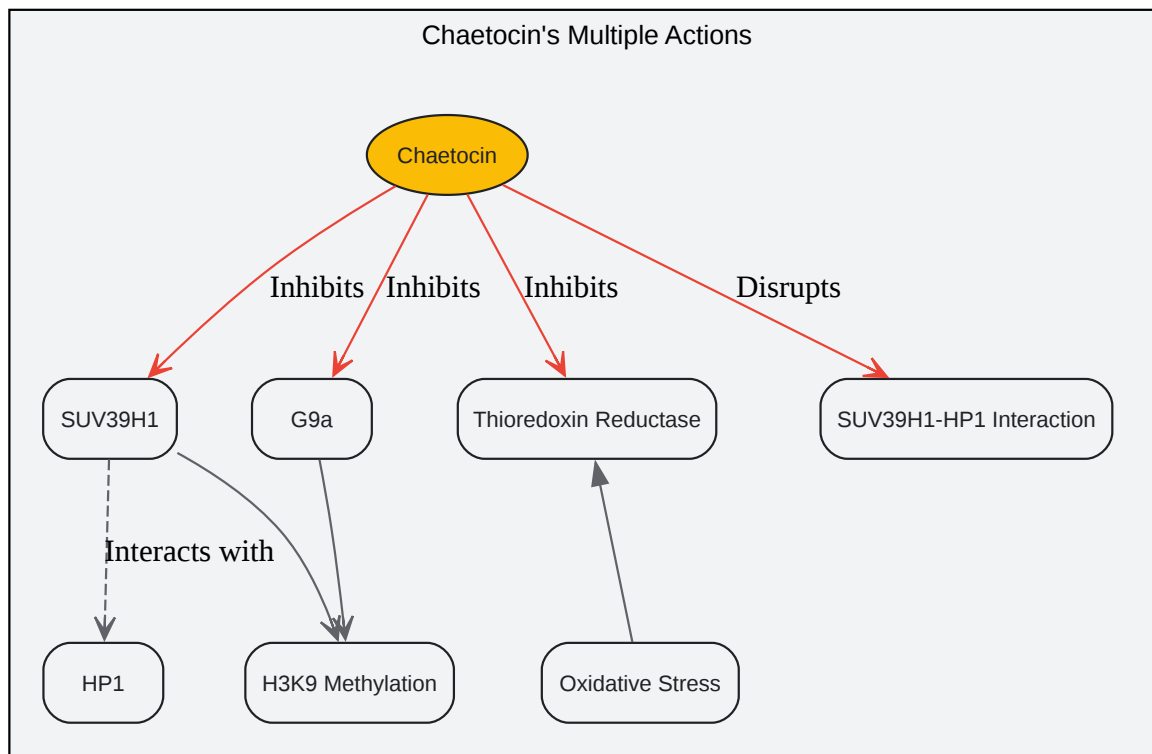 Chaetocin's Multiple Actions
Chaetocin
Inhibits
Inhibits
Inhibits
Disrupts
SUV39H1
G9a
Thioredoxin Reductase
SUV39H1-HP1 Interaction
Interacts with
HP1
H3K9 Methylation
Oxidative Stress